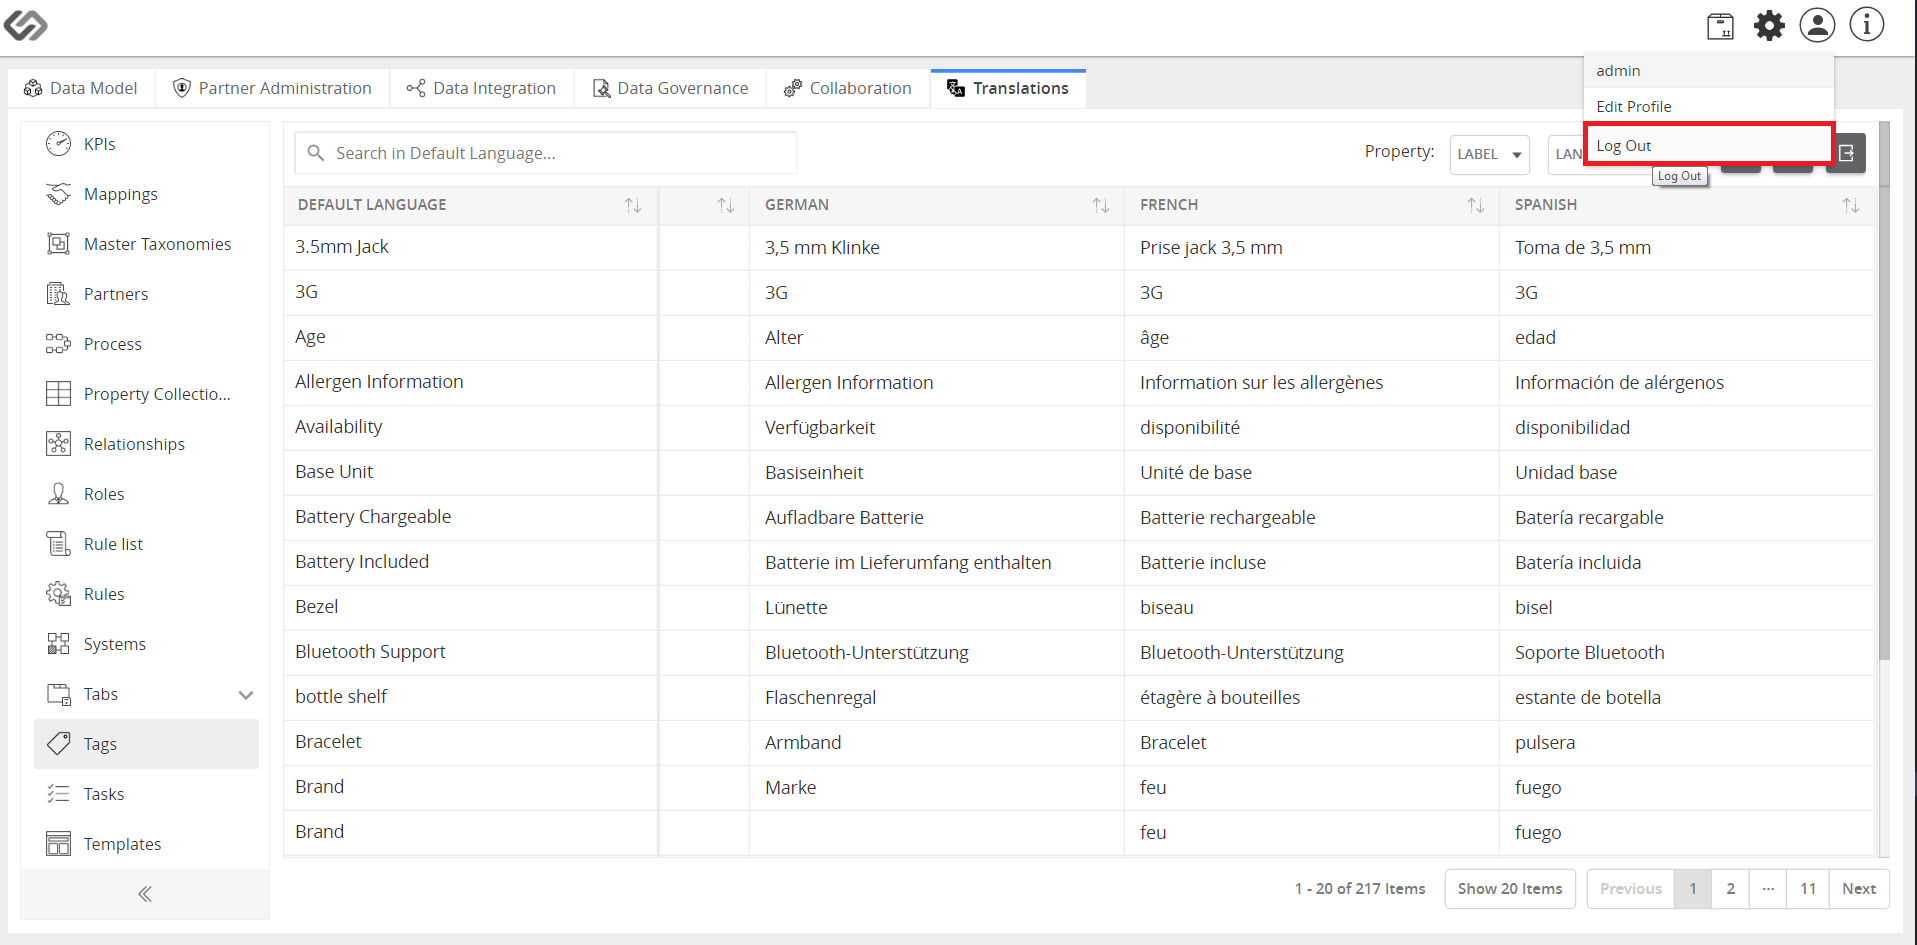 admin
Edit Profile
Log Out
Log Out
Data Model
Partner Administration
Data Integration
Data Governance
Collaboration
Translations
KPIs
Mappings
Master Taxonomies
Partners
Process
Property Collectio...
Relationships
Roles
Rule list
Rules
Systems
Tabs
Tags
Tasks
Templates
Search in Default Language...
Property:
LABEL
LAN
DEFAULT LANGUAGE GERMAN FRENCH SPANISH
3.5mm Jack 3,5 mm Klinke Prise jack 3,5 mm Toma de 3,5 mm
3G 3G 3G 3G
Age Alter âge edad
Allergen Information Allergen Information Information sur les allergènes Información de alérgenos
Availability Verfügbarkeit disponibilité disponibilidad
Base Unit Basiseinheit Unité de base Unidad base
Battery Chargeable Aufladbare Batterie Batterie rechargeable Batería recargable
Battery Included Batterie im Lieferumfang enthalten Batterie incluse Batería incluida
Bezel Lünette biseau bisel
Bluetooth Support Bluetooth-Unterstützung Bluetooth-Unterstützung Soporte Bluetooth
bottle shelf Flaschenregal étagère à bouteilles estante de botella
Bracelet Armband Bracelet pulsera
Brand Marke feu fuego
Brand feu fuego
1 - 20 of 217 Items
Show 20 Items
Previous 1 2 ... 11 Next